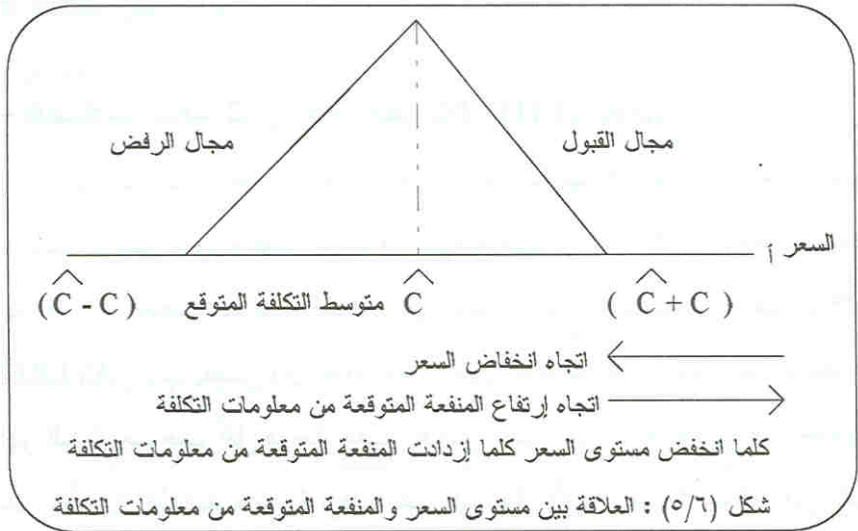 مجال القبول
مجال الرفض
السعر أ
( Ĉ + C )
Ĉ
متوسط التكلفة المتوقع
(Ĉ - C )
اتجاه انخفاض السعر
اتجاه إرتفاع المنفعة المتوقعة من معلومات التكلفة
كلما انخفض مستوى السعر كلما إزدادت المنفعة المتوقعة من معلومات التكلفة
شكل (٥/٦) : العلاقة بين مستوى السعر والمنفعة المتوقعة من معلومات التكلفة